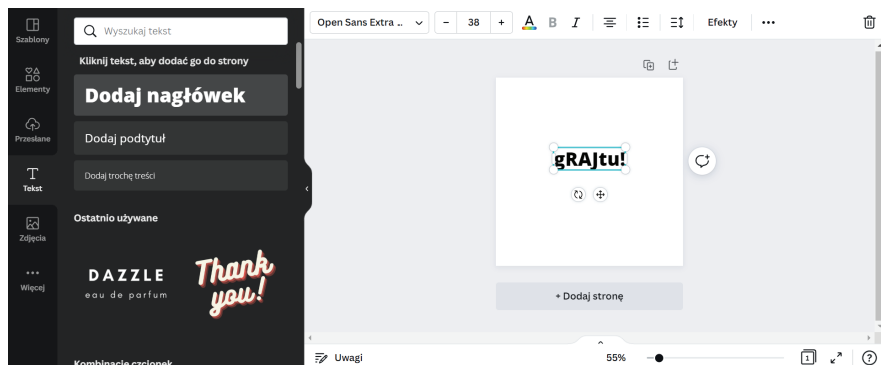 Szablony
Elementy
Przesłane
Tekst
Zdjęcia
Więcej
Wyszukaj tekst
Kliknij tekst, aby dodać go do strony
Dodaj nagłówek
Dodaj podtytuł
Dodaj trochę treści
Ostatnio używane
DAZZLE
eau de parfum
Thank
you!
Kombinacje czcionek
Open Sans Extra ...
– 38 +
A B I
Efekty
gRAJtu!
+ Dodaj stronę
Uwagi
55%
1
?